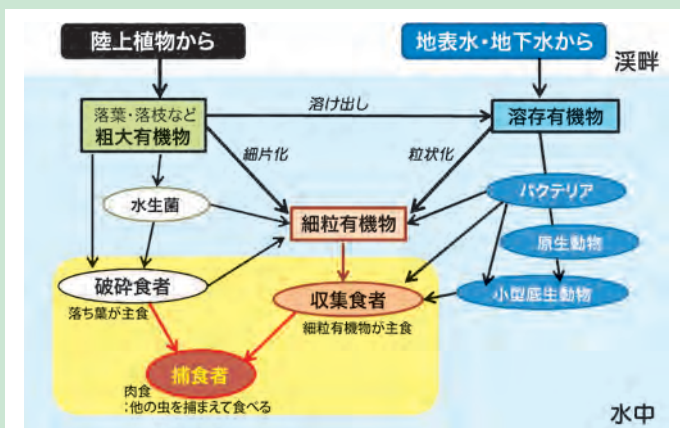 陸上植物から
地表水・地下水から
渓畔
落葉・落枝など
粗大有機物
溶け出し
溶存有機物
細片化
粒状化
水生菌
バクテリア
細粒有機物
原生動物
破砕食者
落ち葉が主食
収集食者
細粒有機物が主食
小型底生動物
捕食者
肉食
:他の虫を捕まえて食べる
水中